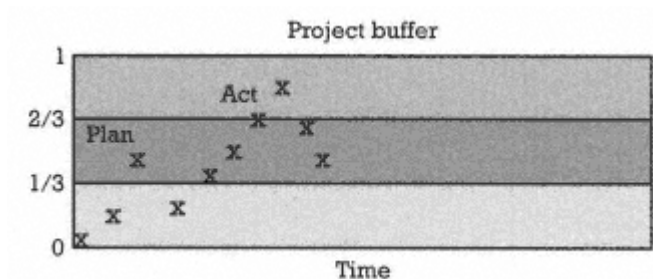 Project buffer
1
Act
2/3
Plan
1/3
0
Time